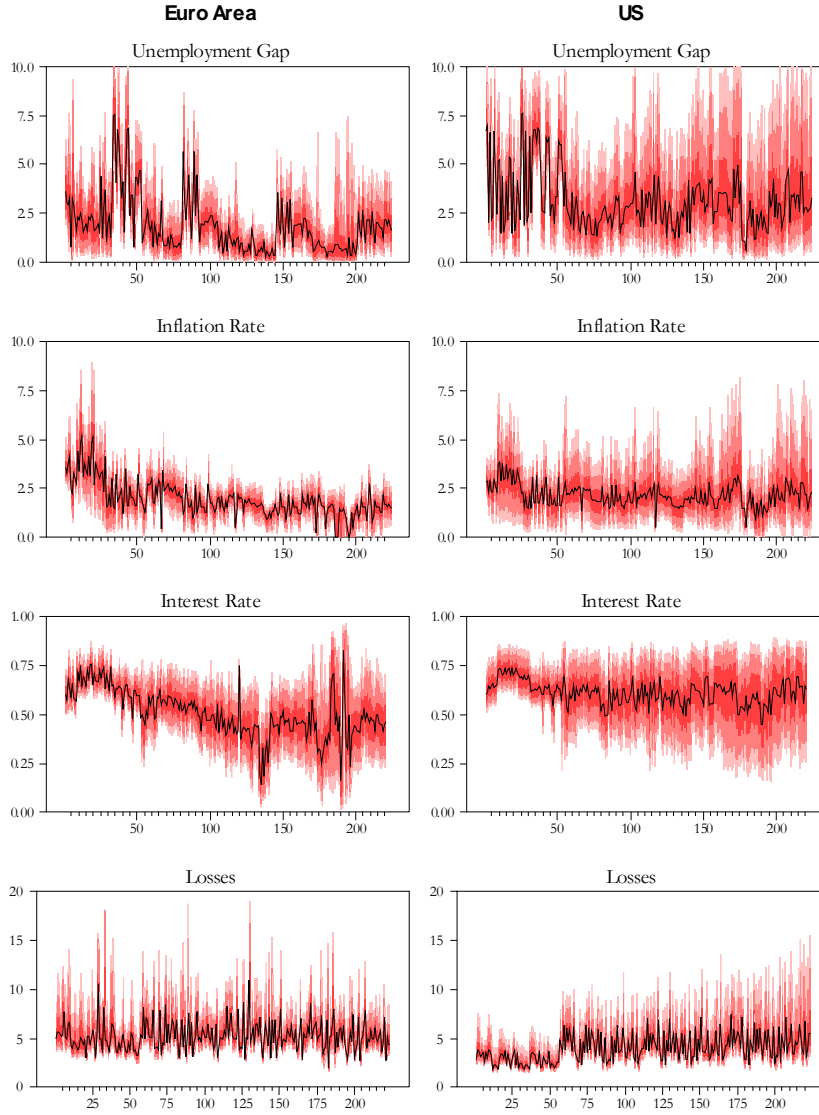 Euro Area US
Unemployment Gap Unemployment Gap
10.0 10.0
7.5 7.5
5.0 5.0
2.5 2.5
0.0 0.0
50 100 150 200 50 100 150 200
Inflation Rate Inflation Rate
10.0 10.0
7.5 7.5
5.0 5.0
2.5 2.5
0.0 0.0
50 100 150 200 50 100 150 200
Interest Rate Interest Rate
1.00 1.00
0.75 0.75
0.50 0.50
0.25 0.25
0.00 0.00
50 100 150 200 50 100 150 200
Losses Losses
20 20
15 15
10 10
5 5
0 0
25 50 75 100 125 150 175 200 25 50 75 100 125 150 175 200